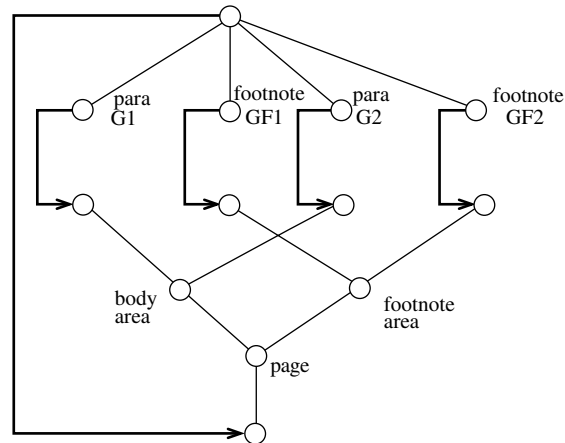 para
G1
footnote
GF1
para
G2
footnote
GF2
body
area
footnote
area
page